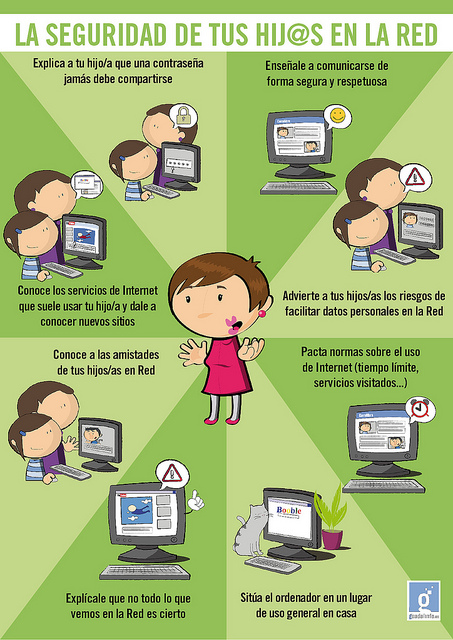 LA SEGURIDAD DE TUS HIJ@S EN LA RED
Explica a tu hijo/a que una contraseña
jamás debe compartirse
Enseñale a comunicarse de
forma segura y respetuosa
Conoce los servicios de Internet
que suele usar tu hijo/a y dale a
conocer nuevos sitios
Advierte a tus hijos/as los riesgos de
facilitar datos personales en la Red
Conoce a las amistades
de tus hijos/as en Red
Pacta normas sobre el uso
de Internet (tiempo límite,
servicios visitados...)
Booble
Explícale que no todo lo que
vemos en la Red es cierto
Sitúa el ordenador en un lugar
de uso general en casa
g
guadalinfo.es